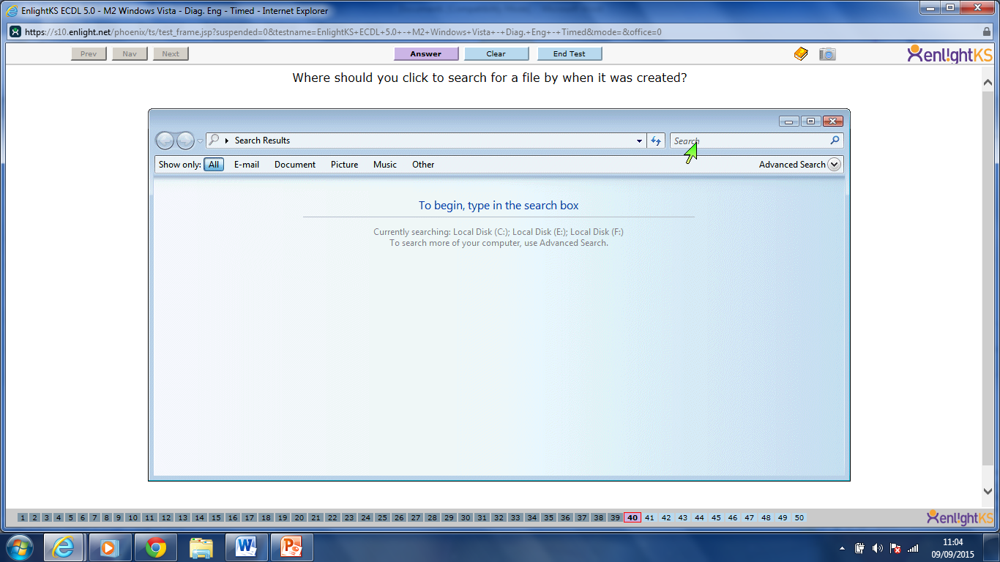 EnlightKS ECDL 5.0 - M2 Windows Vista - Diag. Eng - Timed - Internet Explorer
https://s10.enlight.net/phoenix/ts/test_frame.jsp?suspended=0&testname=EnlightKS+ECDL+5.0+-+M2+Windows+Vista+-+Diag.+Eng+-+Timed&mode=&office=0
Prev Nav Next Answer Clear End Test enlightKS
Where should you click to search for a file by when it was created?
Search Results Search
Show only: All E-mail Document Picture Music Other Advanced Search
To begin, type in the search box
Currently searching: Local Disk (C:); Local Disk (E:); Local Disk (F:)
To search more of your computer, use Advanced Search.
1 2 3 4 5 6 7 8 9 10 11 12 13 14 15 16 17 18 19 20 21 22 23 24 25 26 27 28 29 30 31 32 33 34 35 36 37 38 39 40 41 42 43 44 45 46 47 48 49 50 enlightKS
11:04
09/09/2015